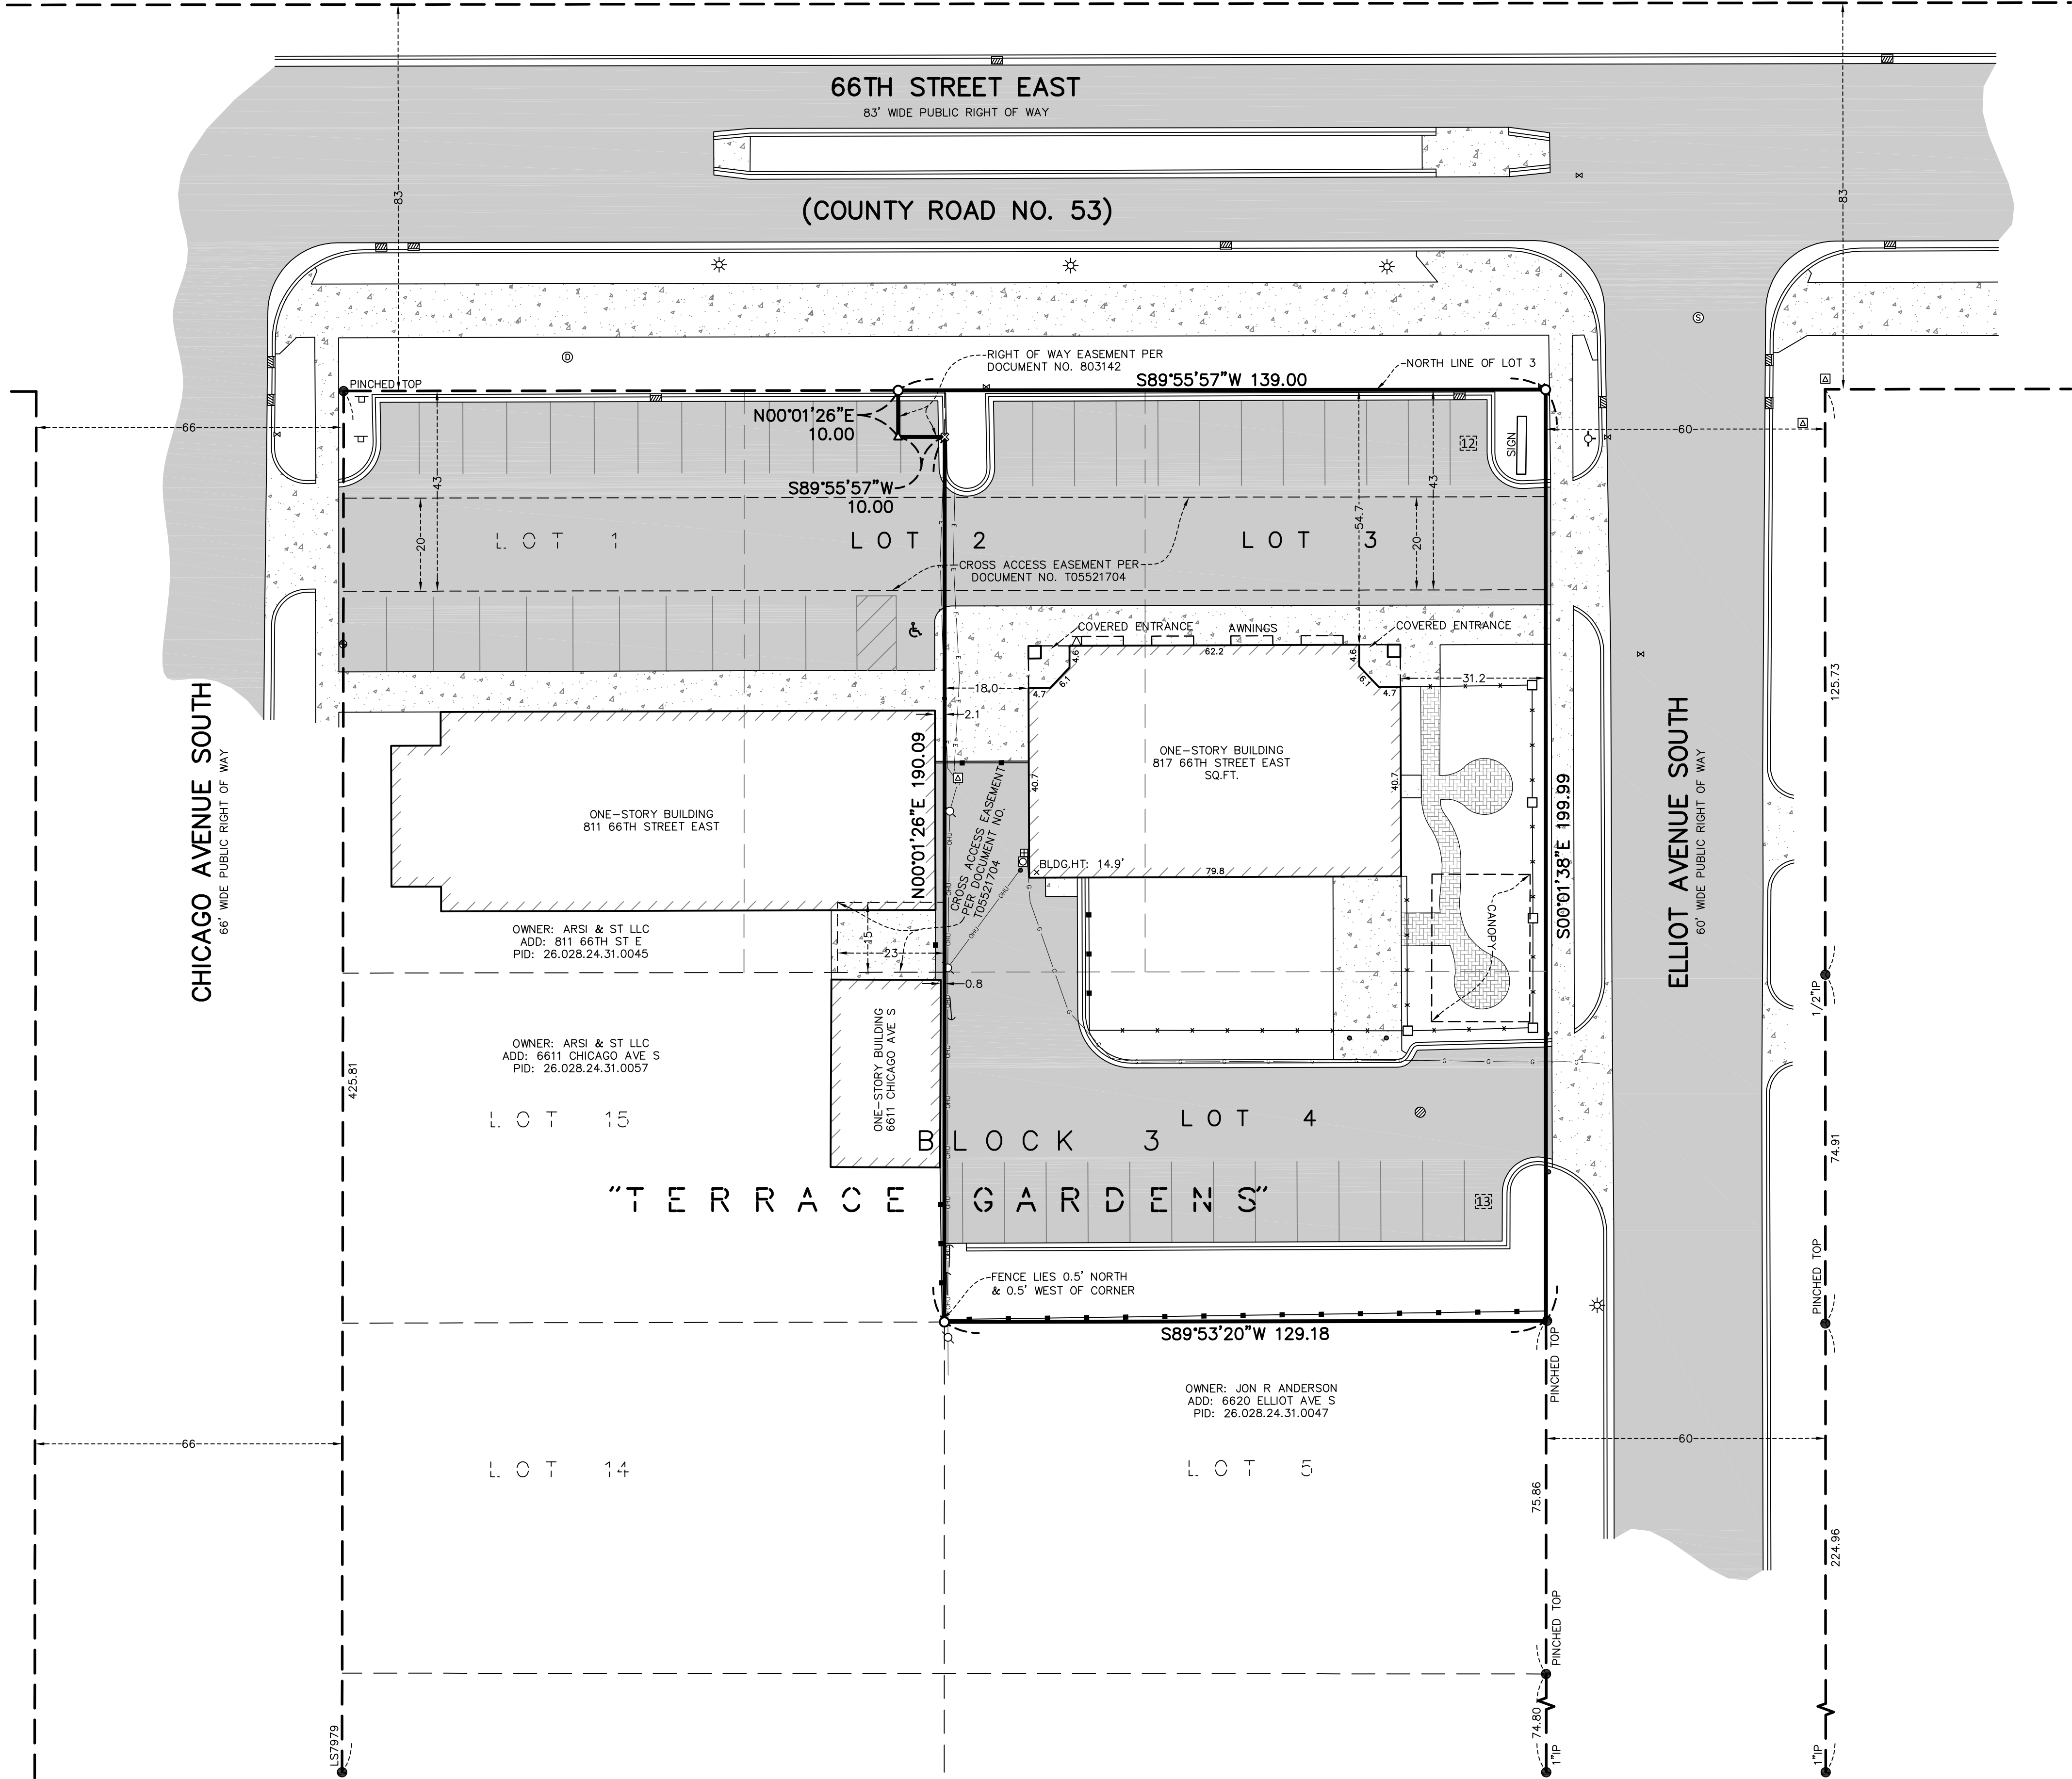 66TH STREET EAST
83' WIDE PUBLIC RIGHT OF WAY
(COUNTY ROAD NO. 53)
83
83
RIGHT OF WAY EASEMENT PER
DOCUMENT NO. 803142
NORTH LINE OF LOT 3
S89°55'57"W 139.00
PINCHED TOP
D
S
N00°01'26"E
10.00
S89°55'57"W
10.00
66
60
12
SIGN
43
20
43
20
54.7
LOT 1
LOT 2
LOT 3
CROSS ACCESS EASEMENT PER
DOCUMENT NO. T05521704
COVERED ENTRANCE
AWNINGS
COVERED ENTRANCE
62.2
4.6
6.1
4.7
4.6
6.1
4.7
18.0
31.2
2.1
125.73
CHICAGO AVENUE SOUTH
66' WIDE PUBLIC RIGHT OF WAY
ELLIOT AVENUE SOUTH
60' WIDE PUBLIC RIGHT OF WAY
N00°01'26"E 190.09
S00°01'38"E 199.99
ONE-STORY BUILDING
811 66TH STREET EAST
ONE-STORY BUILDING
817 66TH STREET EAST
SQ.FT.
40.7
40.7
BLDG.HT: 14.9'
79.8
CROSS ACCESS EASEMENT
PER DOCUMENT NO.
T05521704
CANOPY
15
23
0.8
OWNER: ARSI & ST LLC
ADD: 811 66TH ST E
PID: 26.028.24.31.0045
OWNER: ARSI & ST LLC
ADD: 6611 CHICAGO AVE S
PID: 26.028.24.31.0057
ONE-STORY BUILDING
6611 CHICAGO AVE S
425.81
1/2"IP
74.91
LOT 15
LOT 4
BLOCK 3
"TERRACE GARDENS"
13
OHU
OHU
OHU
OHU
G
G
G
G
G
E
E
E
FENCE LIES 0.5' NORTH
& 0.5' WEST OF CORNER
S89°53'20"W 129.18
PINCHED TOP
PINCHED TOP
OWNER: JON R ANDERSON
ADD: 6620 ELLIOT AVE S
PID: 26.028.24.31.0047
66
60
LOT 14
LOT 5
75.86
224.96
PINCHED TOP
74.80
LS7979
1"IP
1"IP